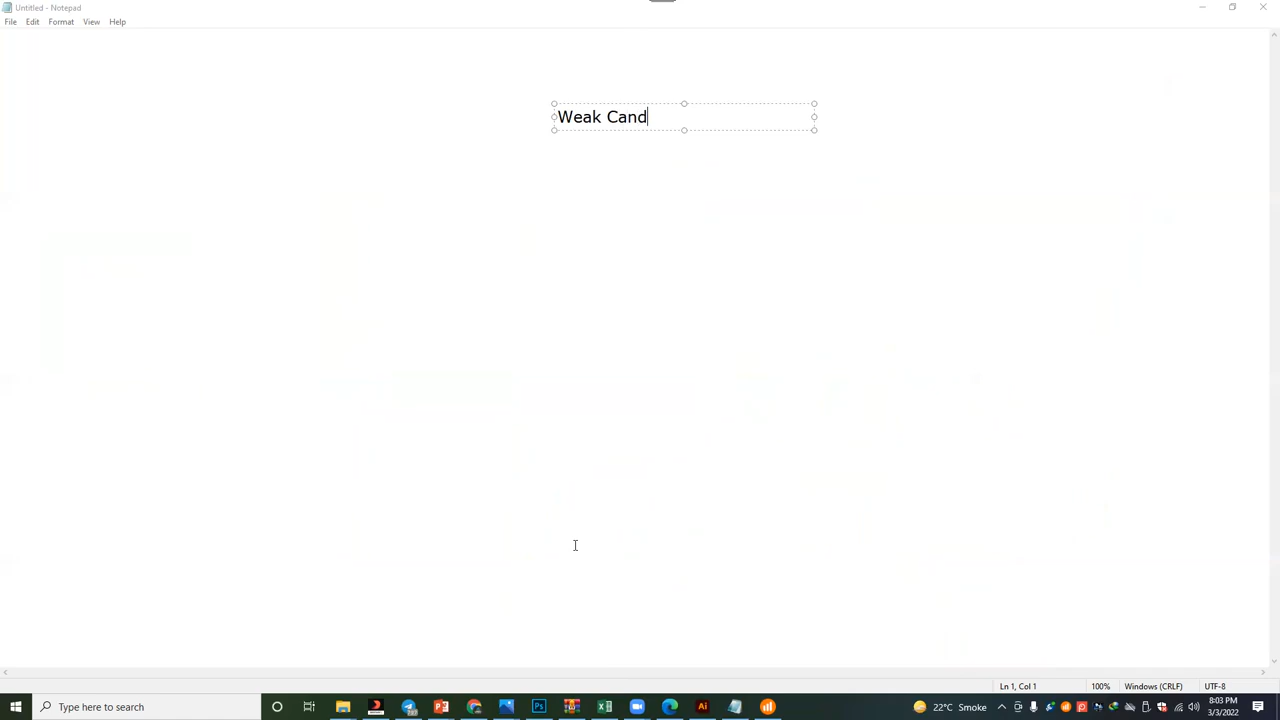 Untitled - Notepad
File Edit Format View Help
Weak Cand
Ln 1, Col 1 100% Windows (CRLF) UTF-8
Type here to search
22°C Smoke
8:03 PM
3/3/2022